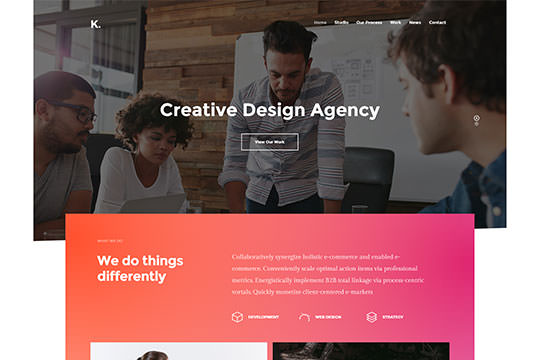 K.
Home Studio Our Process Work News Contact
Creative Design Agency
View Our Work
WHAT WE DO
We do things
differently
Collaboratively synergize holistic e-commerce and enabled e-
commerce. Conveniently scale optimal action items via professional
metrics. Energistically implement B2B total linkage via process-centric
vortals. Quickly monetize client-centered e-markets
DEVELOPMENT
WEB DESIGN
STRATEGY